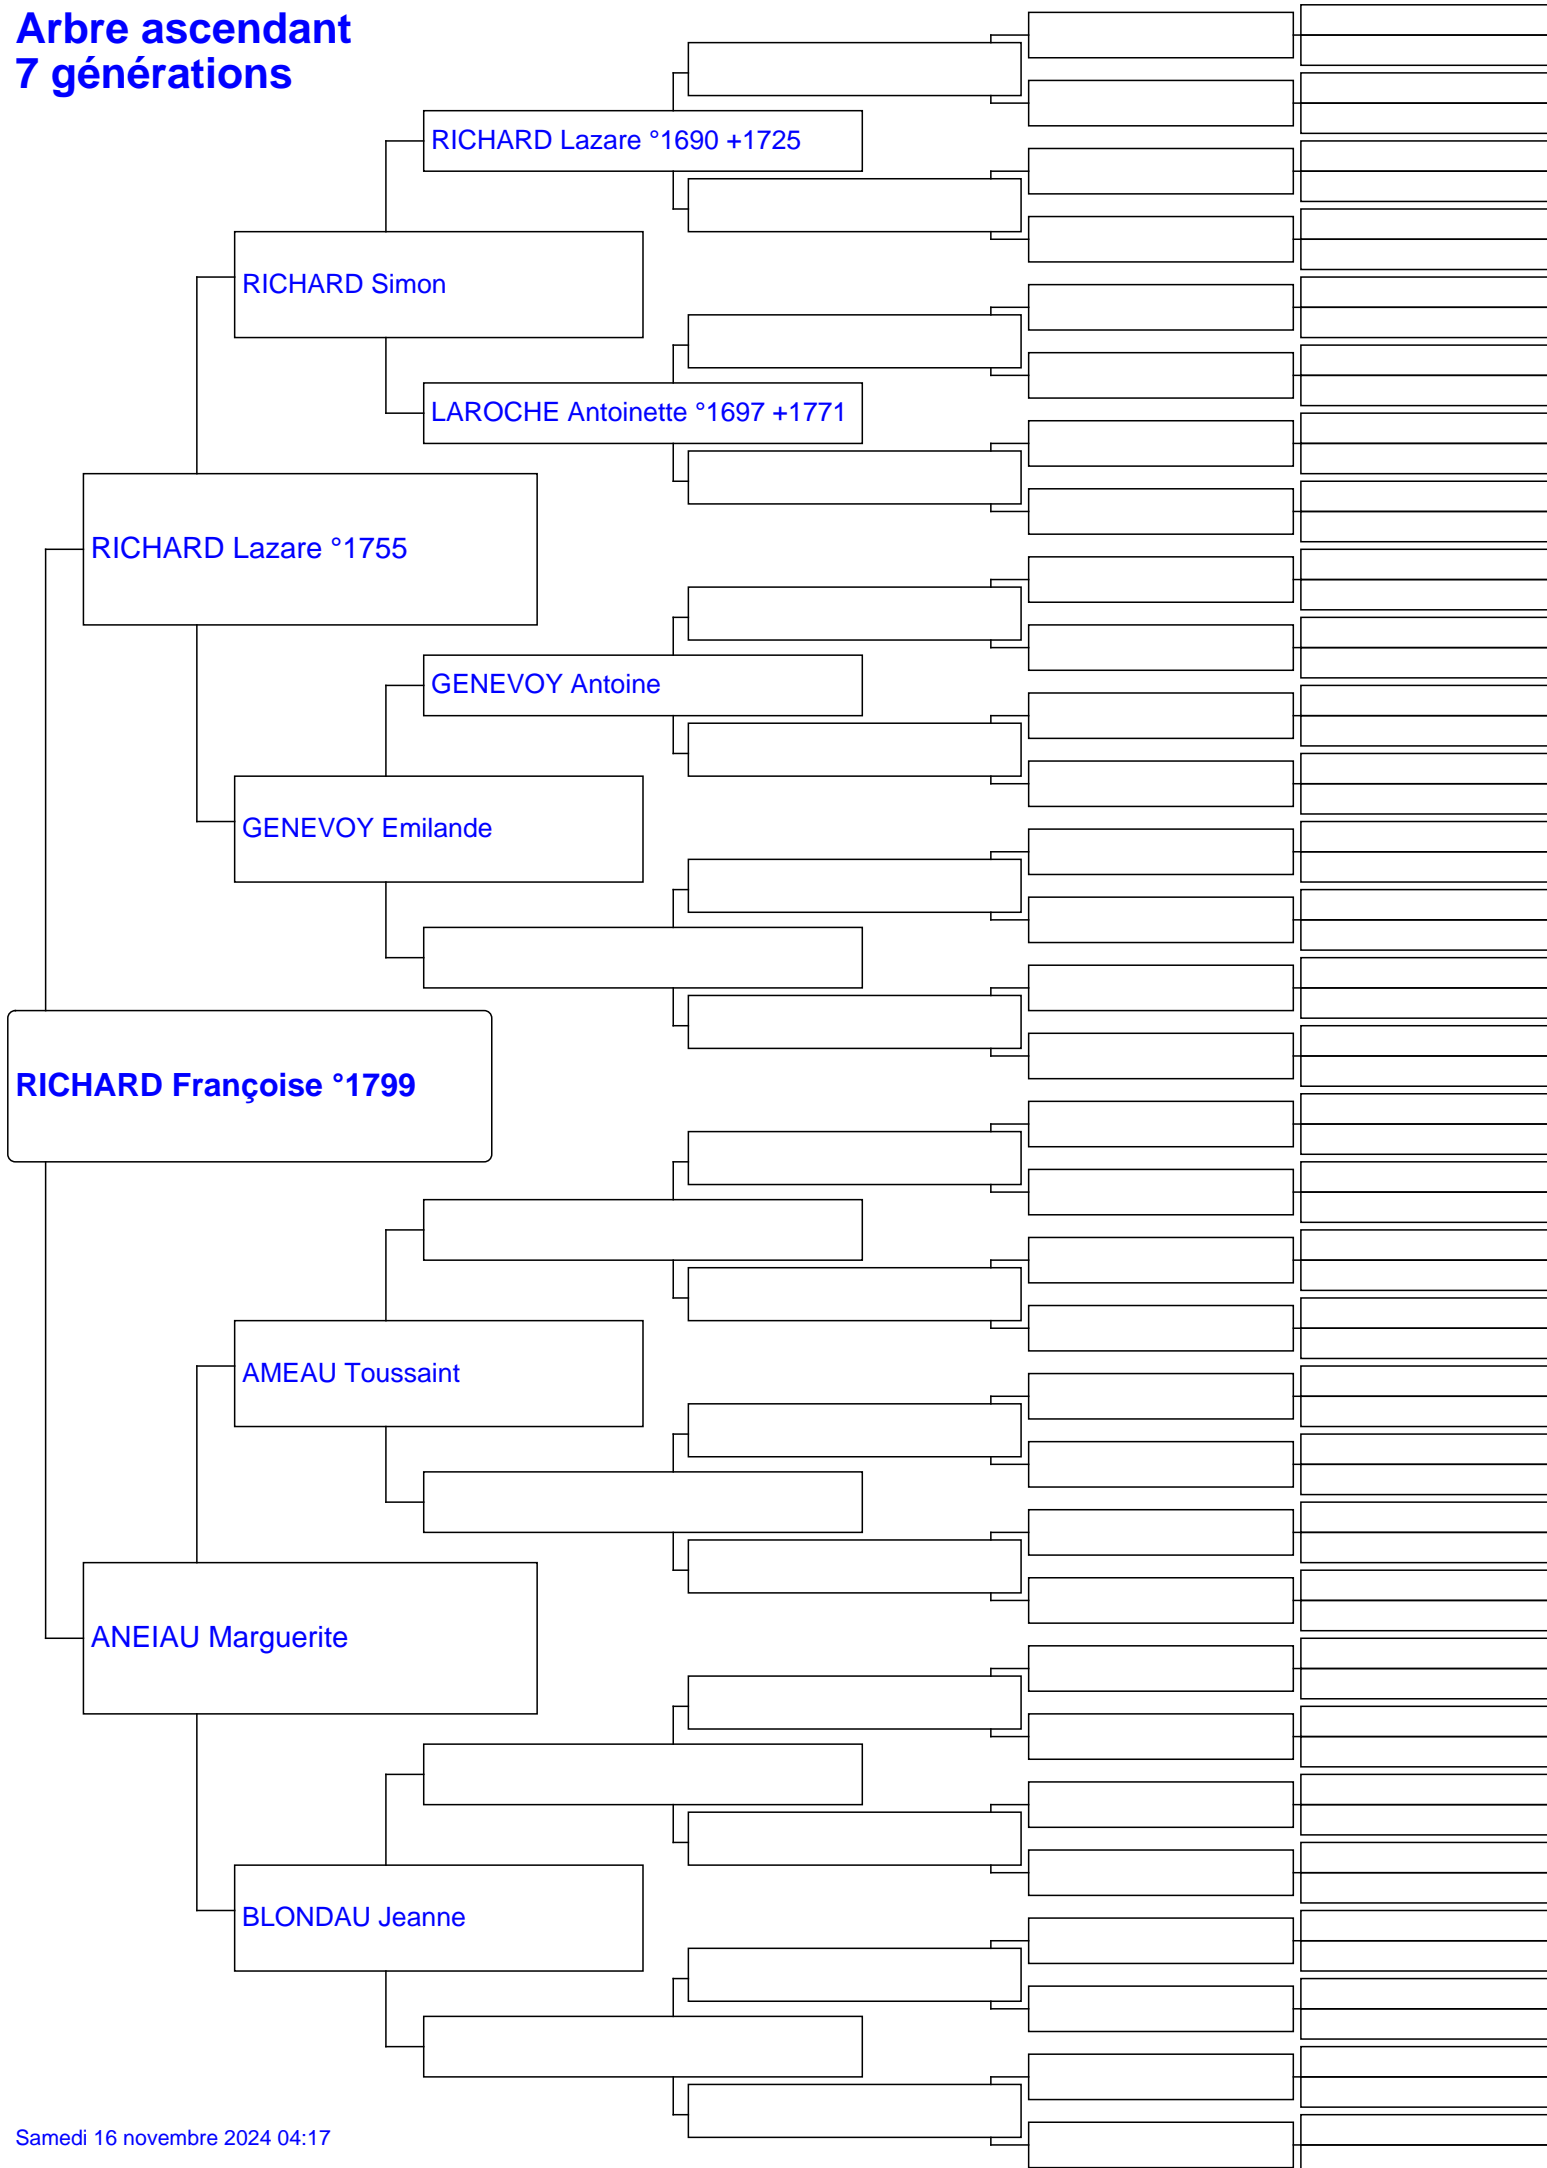 Arbre ascendant
7 générations
RICHARD Lazare °1690 +1725
RICHARD Simon
LAROCHE Antoinette °1697 +1771
RICHARD Lazare °1755
GENEVOY Antoine
GENEVOY Emilande
RICHARD Françoise °1799
AMEAU Toussaint
ANEIAU Marguerite
BLONDAU Jeanne
Samedi 16 novembre 2024 04:17